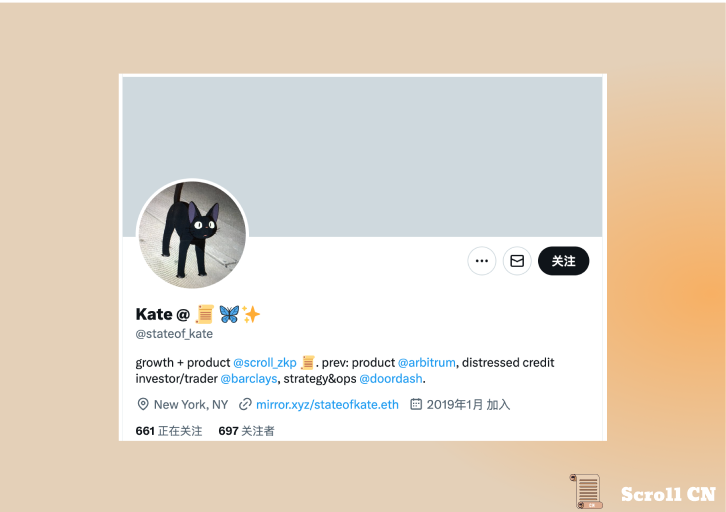 关注
Kate @ 📜 🦋✨
@stateof_kate
growth + product @scroll_zkp 📜. prev: product @arbitrum, distressed credit
investor/trader @barclays, strategy&ops @doordash.
New York, NY mirror.xyz/stateofkate.eth 2019年1月 加入
661 正在关注 697 关注者
Scroll CN